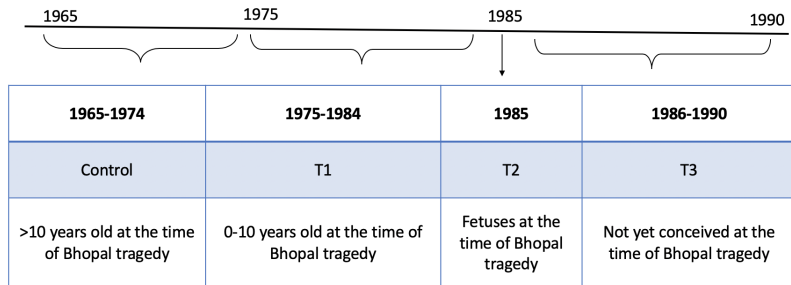 1965
1975
1985
1990
1965-1974
1975-1984
1985
1986-1990
Control
T1
T2
T3
>10 years old at the time
of Bhopal tragedy
0-10 years old at the time of
Bhopal tragedy
Fetuses at the
time of Bhopal
tragedy
Not yet conceived at the
time of Bhopal tragedy